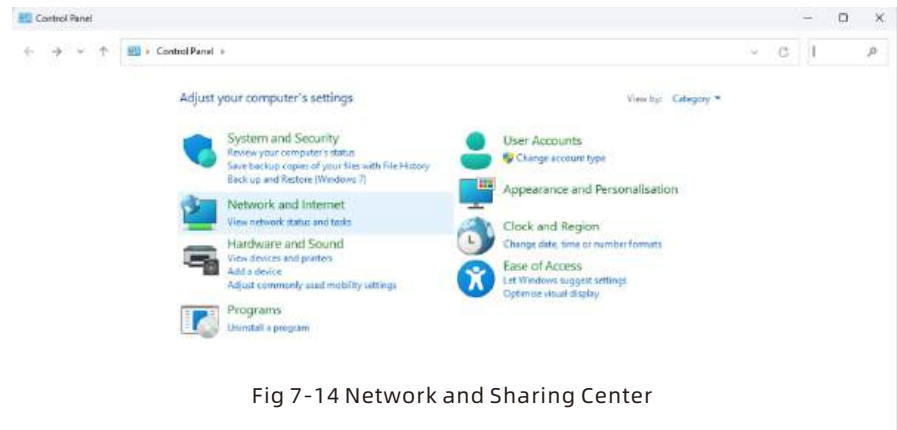 Control Panel
Control Panel
Adjust your computer's settings
View by: Category
System and Security
Review your computer's status
Save backup copies of your files with File History
Back up and Restore (Windows 7)
Network and Internet
View network status and tasks
Hardware and Sound
View devices and printers
Add a device
Adjust commonly used mobility settings
Programs
Uninstall a program
User Accounts
Change account type
Appearance and Personalisation
Clock and Region
Change date, time or number formats
Ease of Access
Let Windows suggest settings
Optimise visual display
Fig 7-14 Network and Sharing Center